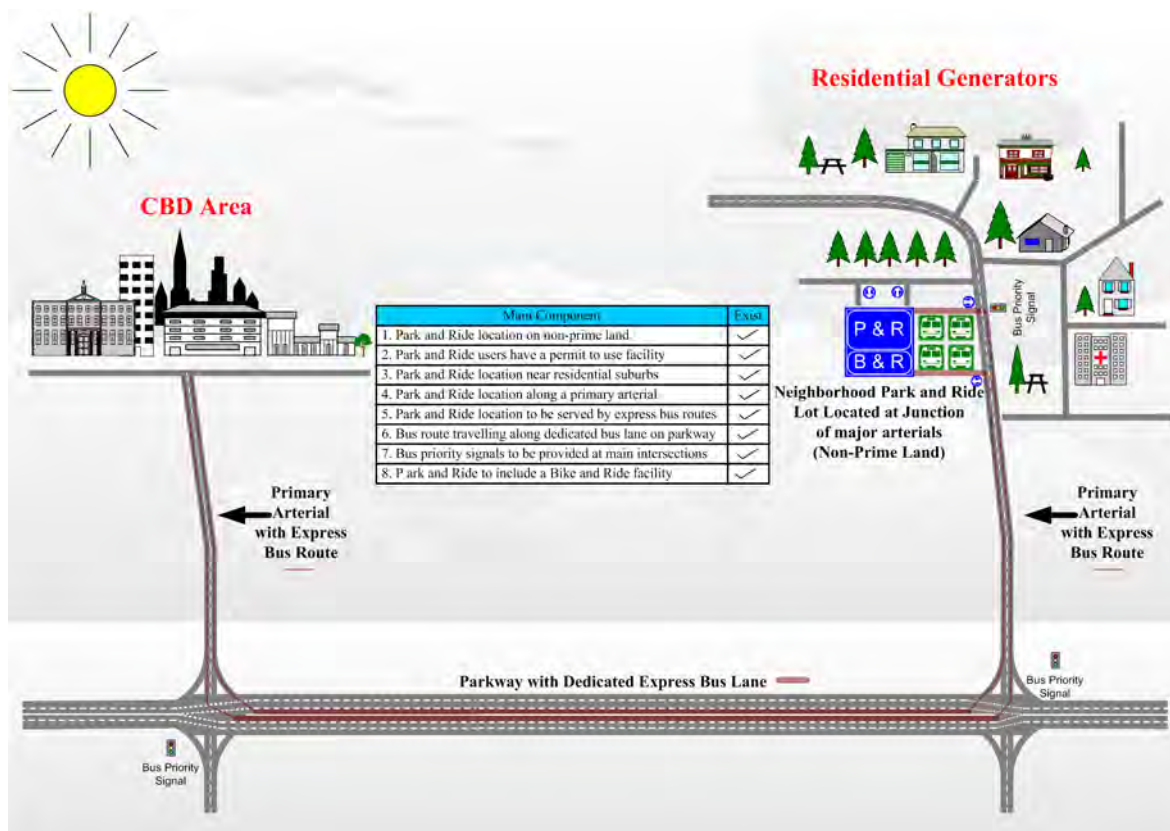 Residential Generators
CBD Area
Main Component Exist
1. Park and Ride location on non-prime land
2. Park and Ride users have a permit to use facility
3. Park and Ride location near residential suburbs
4. Park and Ride location along a primary arterial
5. Park and Ride location to be served by express bus routes
6. Bus route travelling along dedicated bus lane on parkway
7. Bus priority signals to be provided at main intersections
8. P ark and Ride to include a Bike and Ride facility
P & R
B & R
Bus Priority
Signal
Neighborhood Park and Ride
Lot Located at Junction
of major arterials
(Non-Prime Land)
Primary
Arterial
with Express
Bus Route
Primary
Arterial
with Express
Bus Route
Parkway with Dedicated Express Bus Lane
Bus Priority
Signal
Bus Priority
Signal